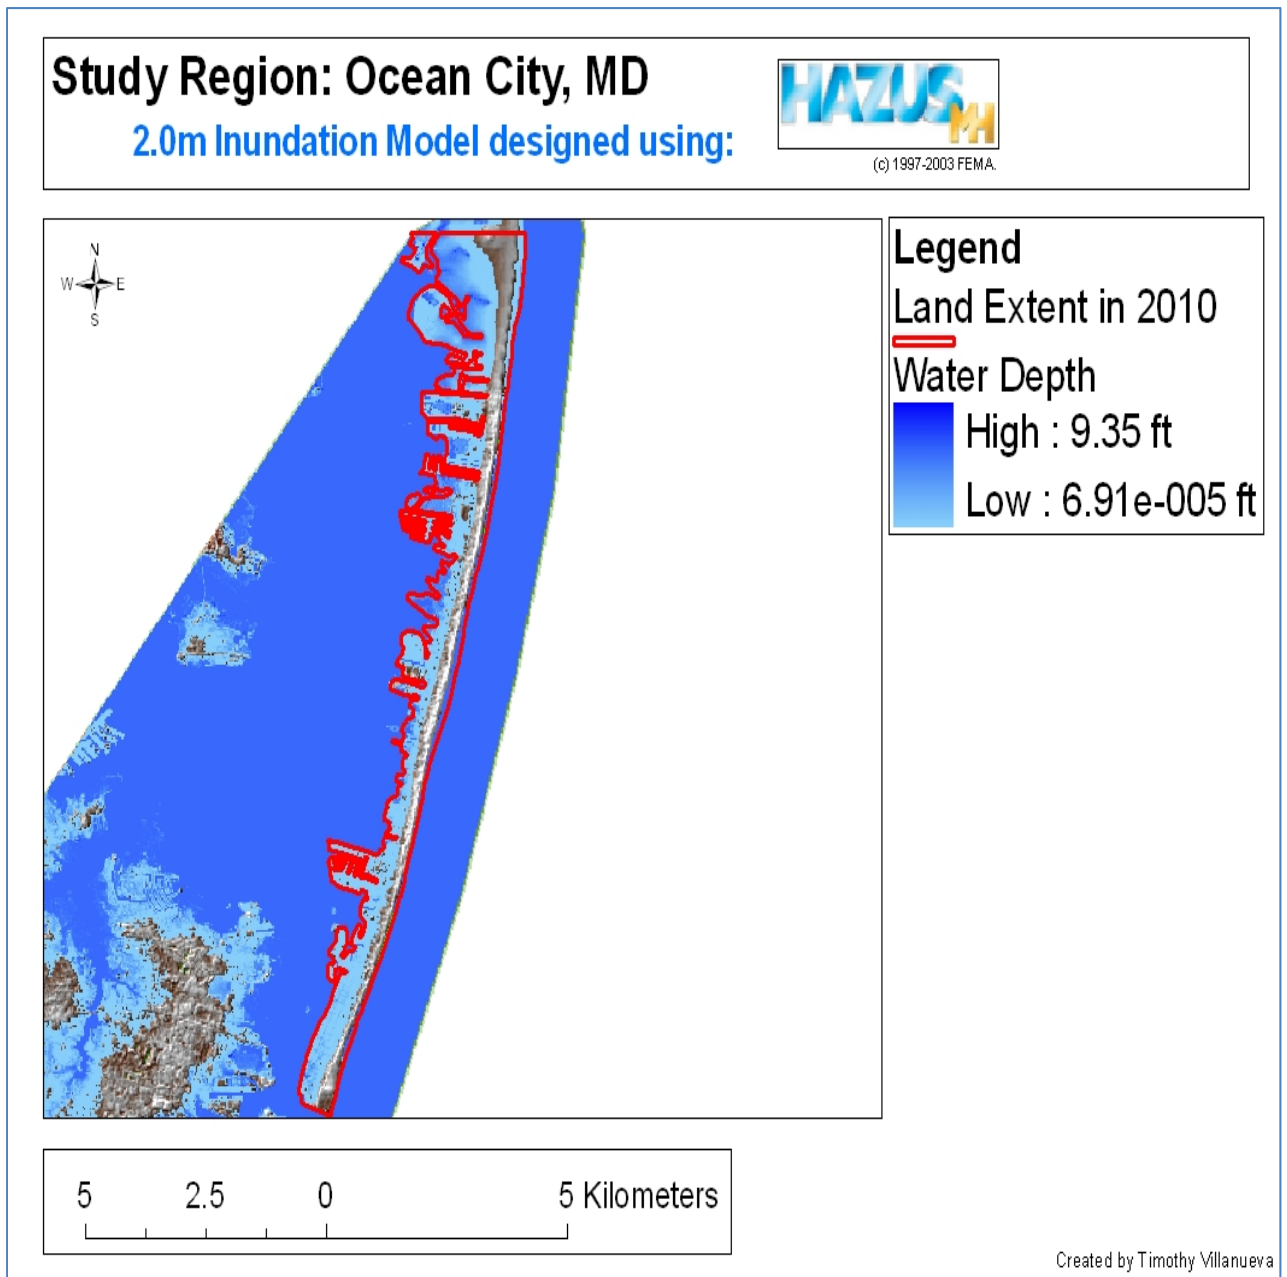 Study Region: Ocean City, MD
2.0m Inundation Model designed using:
HAZUS
MH
(c) 1997-2003 FEMA.
N
W E
S
Legend
Land Extent in 2010
Water Depth
High : 9.35 ft
Low : 6.91e-005 ft
5 2.5 0 5 Kilometers
Created by Timothy Villanueva